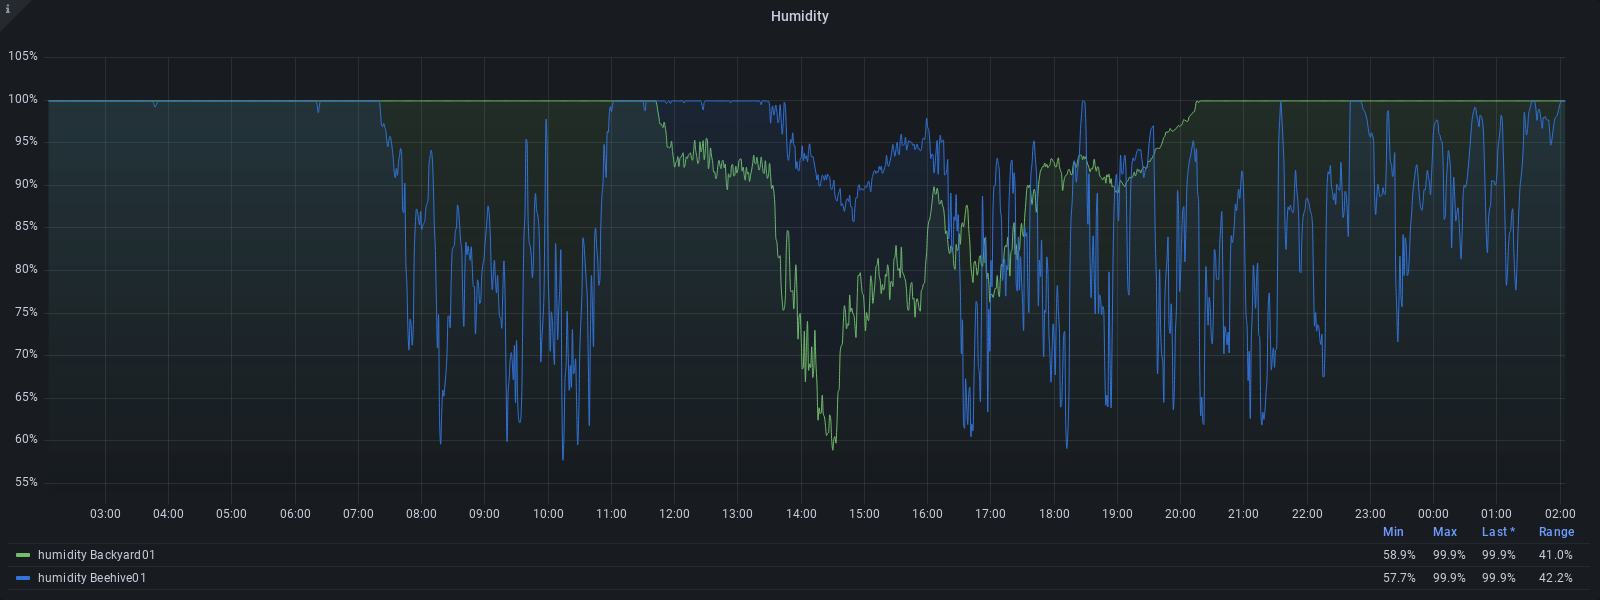 i
Humidity
105%
100%
95%
90%
85%
80%
75%
70%
65%
60%
55%
03:00 04:00 05:00 06:00 07:00 08:00 09:00 10:00 11:00 12:00 13:00 14:00 15:00 16:00 17:00 18:00 19:00 20:00 21:00 22:00 23:00 00:00 01:00 02:00
Min Max Last * Range
humidity Backyard01 58.9% 99.9% 99.9% 41.0%
humidity Beehive01 57.7% 99.9% 99.9% 42.2%